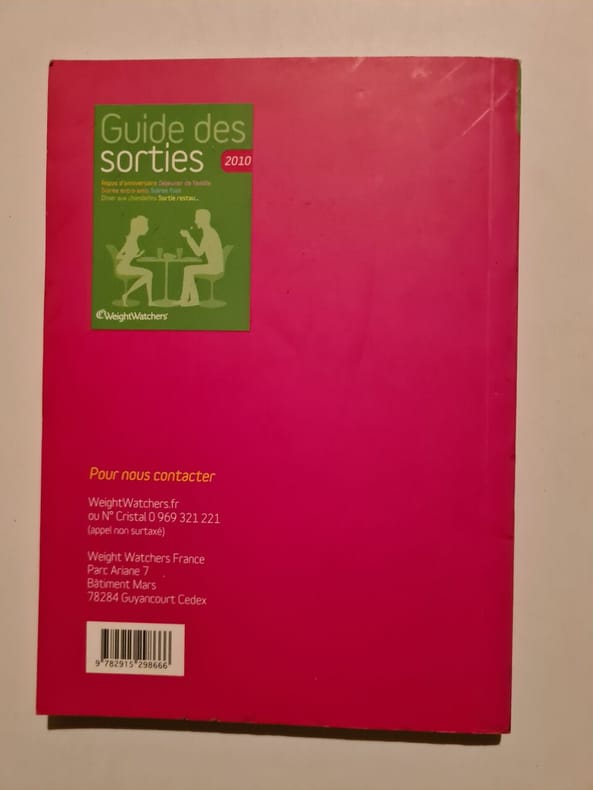 Guide des
sorties
2010
Repas d'anniversaire Déjeuner de famille
Soirée entre amis Soirée foot
Dîner aux chandelles Sortie restau...
WeightWatchers
Pour nous contacter
WeightWatchers.fr
ou N° Cristal 0 969 321 221
(appel non surtaxé)
Weight Watchers France
Parc Ariane 7
Bâtiment Mars
78284 Guyancourt Cedex
9 782915 298666